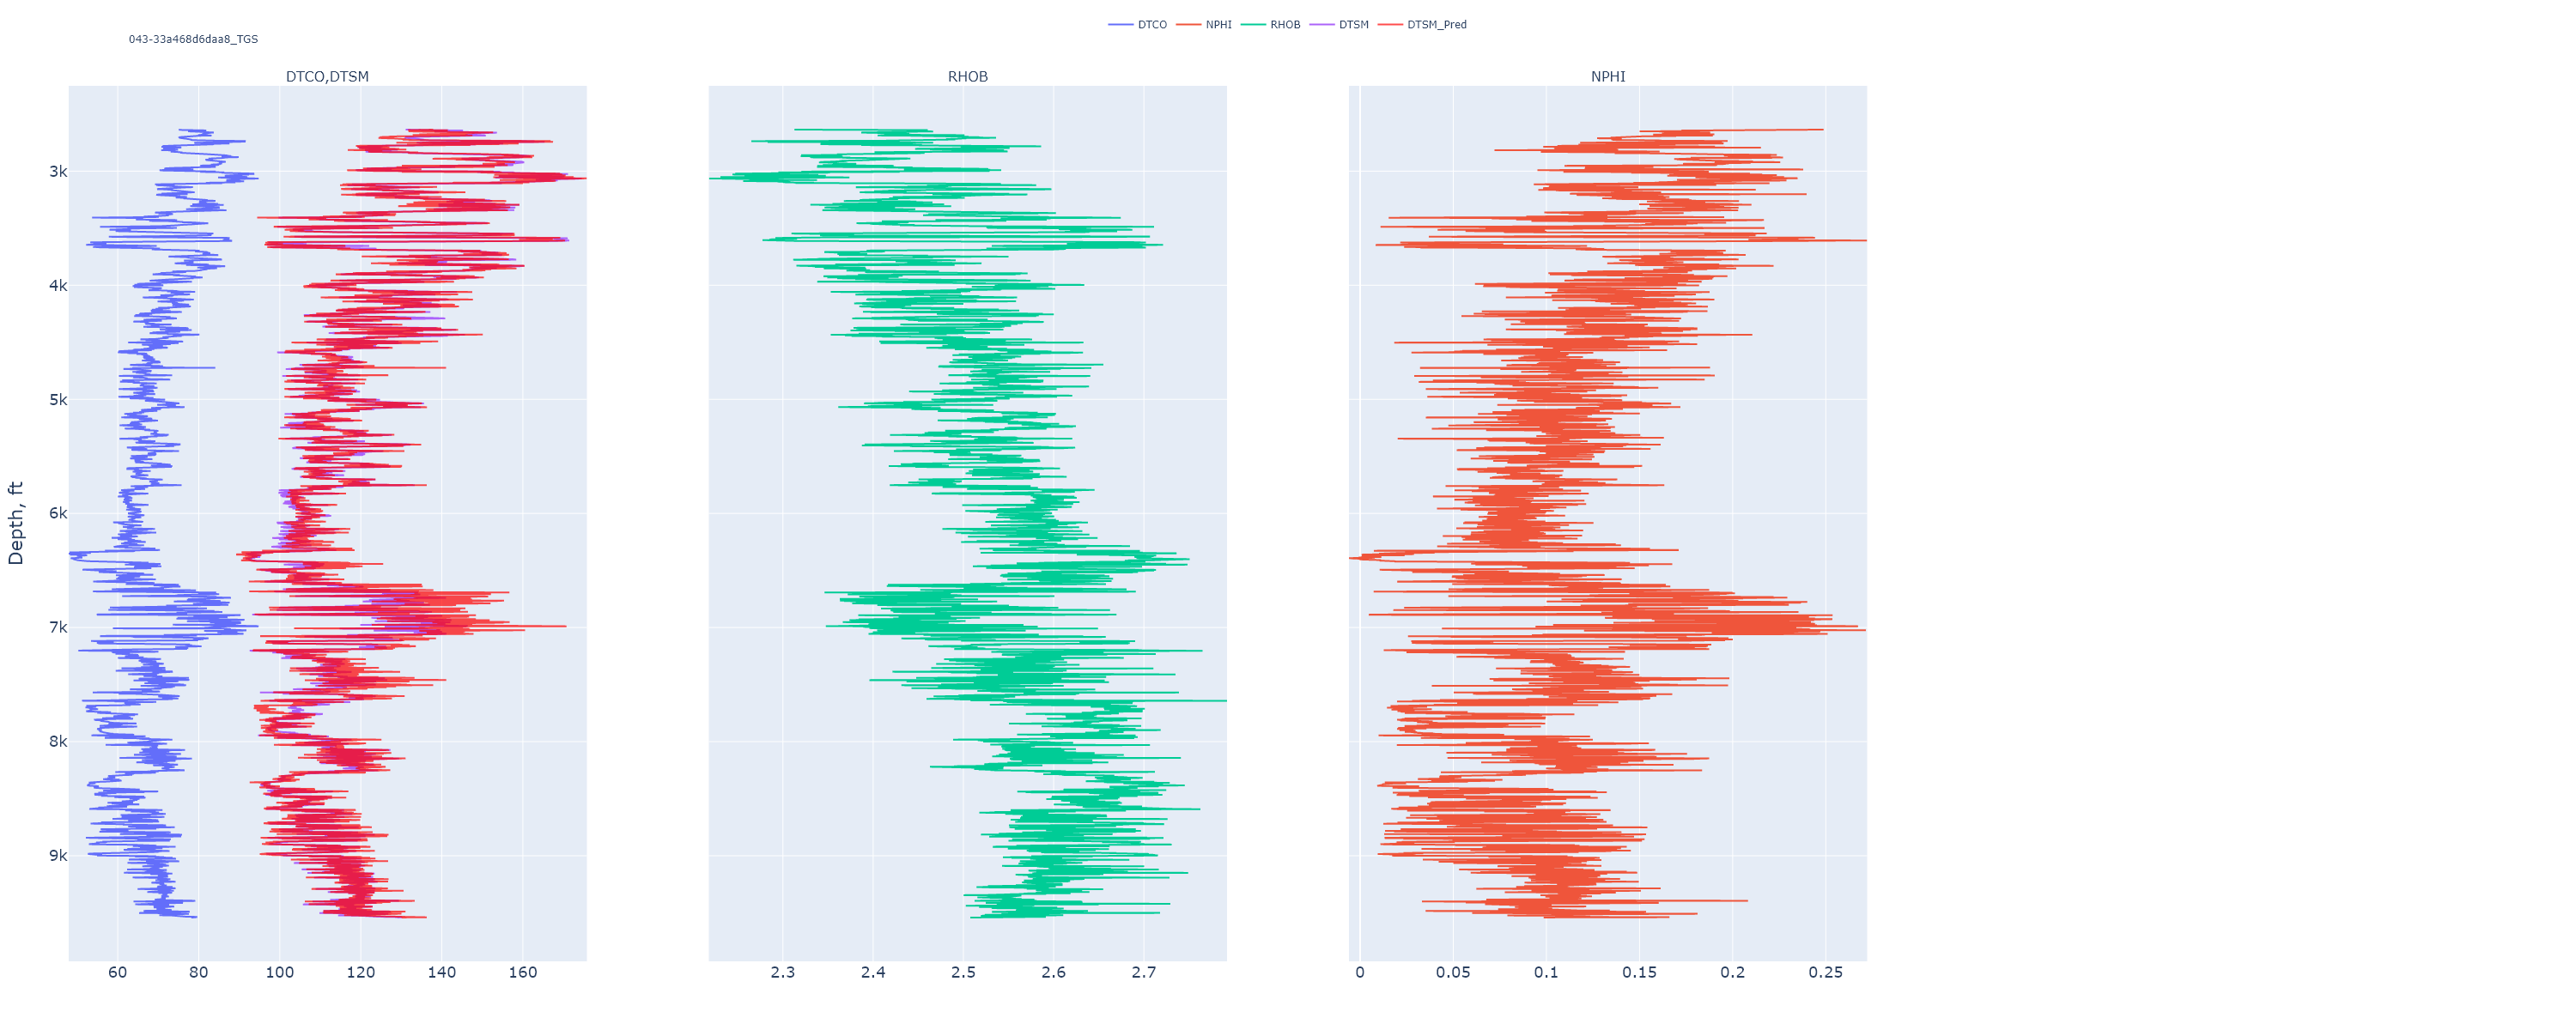 DTCO NPHI RHOB DTSM DTSM_Pred
043-33a468d6daa8_TGS
DTCO,DTSM RHOB NPHI
3k
4k
5k
6k
7k
8k
9k
Depth, ft
60 80 100 120 140 160 2.3 2.4 2.5 2.6 2.7 0 0.05 0.1 0.15 0.2 0.25